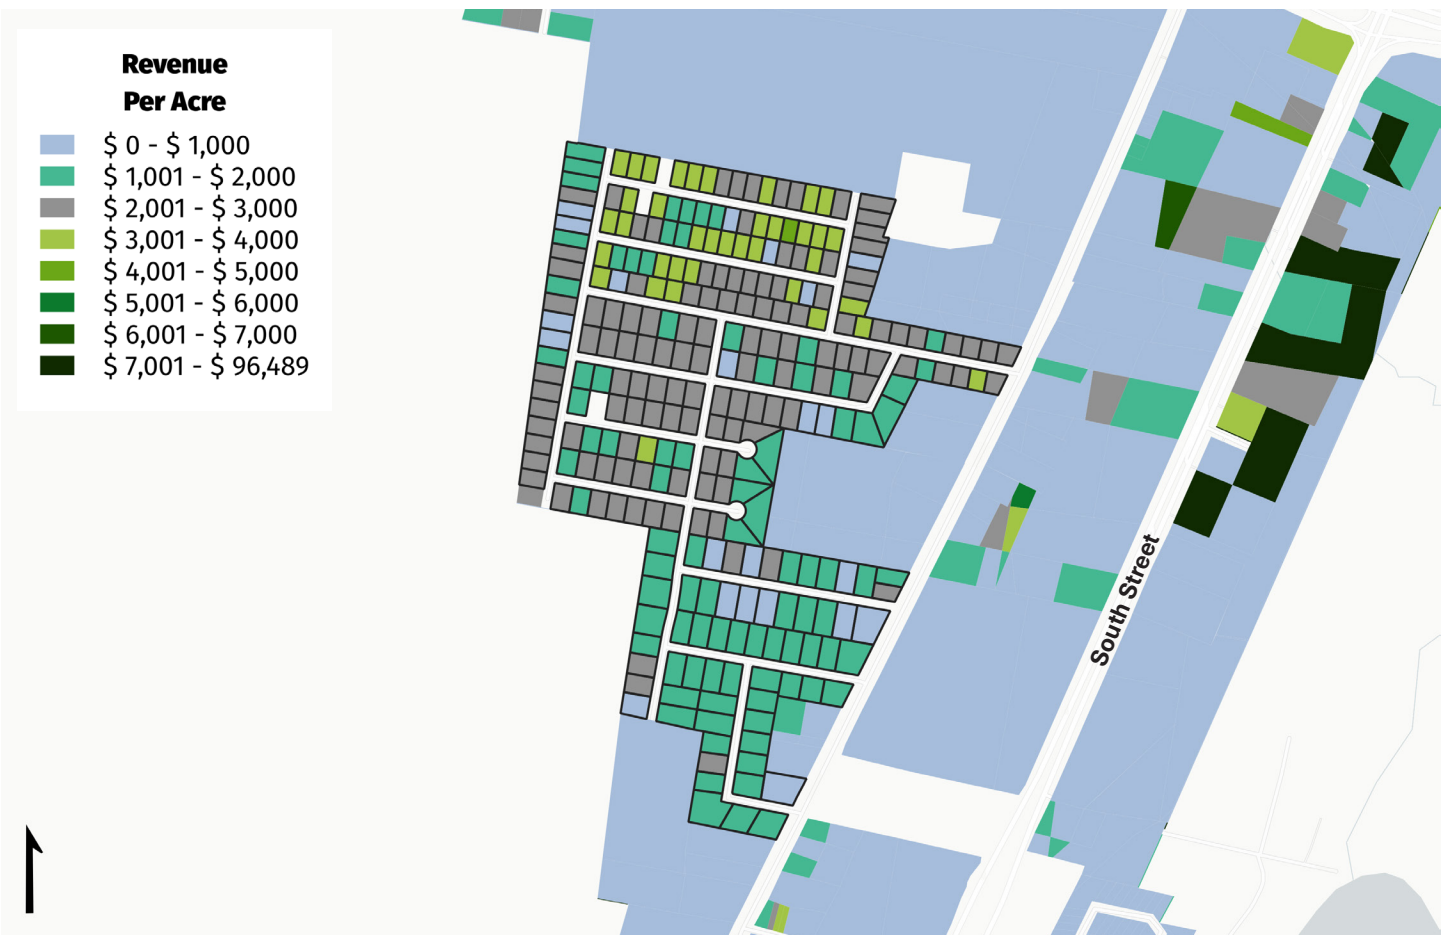 Revenue
Per Acre
$ 0 - $ 1,000
$ 1,001 - $ 2,000
$ 2,001 - $ 3,000
$ 3,001 - $ 4,000
$ 4,001 - $ 5,000
$ 5,001 - $ 6,000
$ 6,001 - $ 7,000
$ 7,001 - $ 96,489
South Street